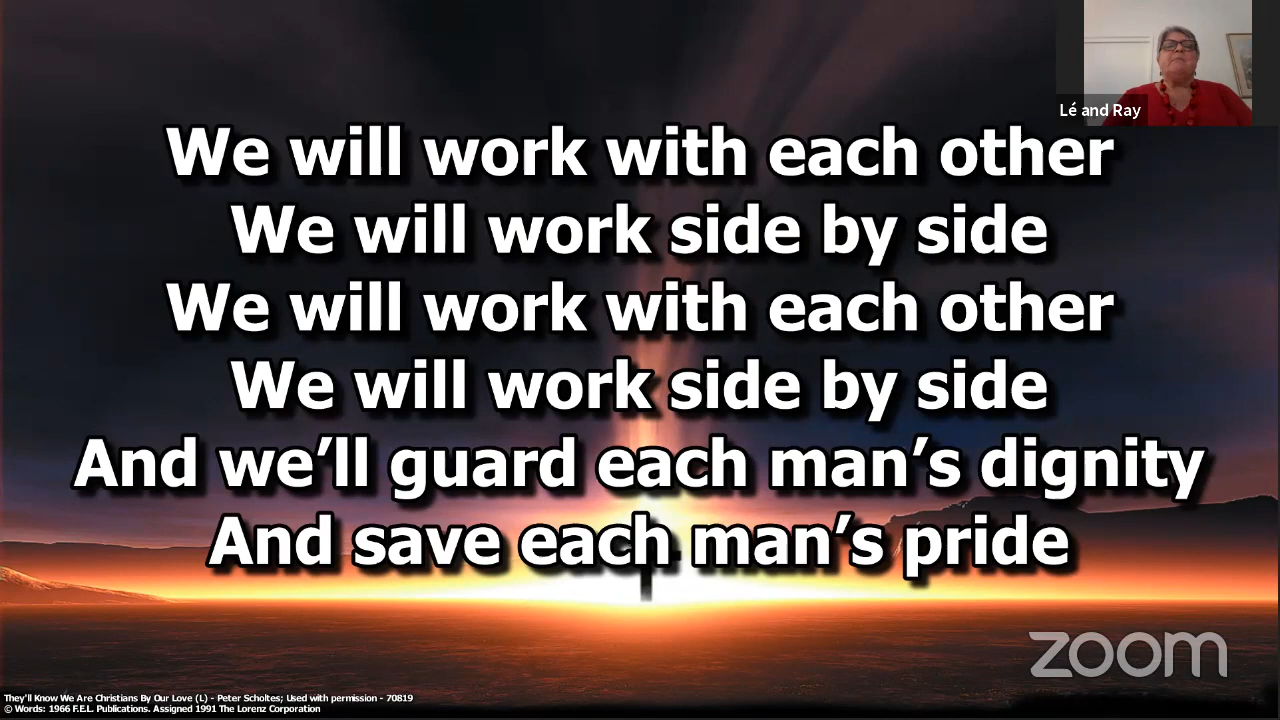 Lé and Ray
We will work with each other
We will work side by side
We will work with each other
We will work side by side
And we’ll guard each man’s dignity
And save each man’s pride
zoom
They'll Know We Are Christians By Our Love (L) - Peter Scholtes; Used with permission - 70819
© Words: 1966 F.E.L. Publications. Assigned 1991 The Lorenz Corporation